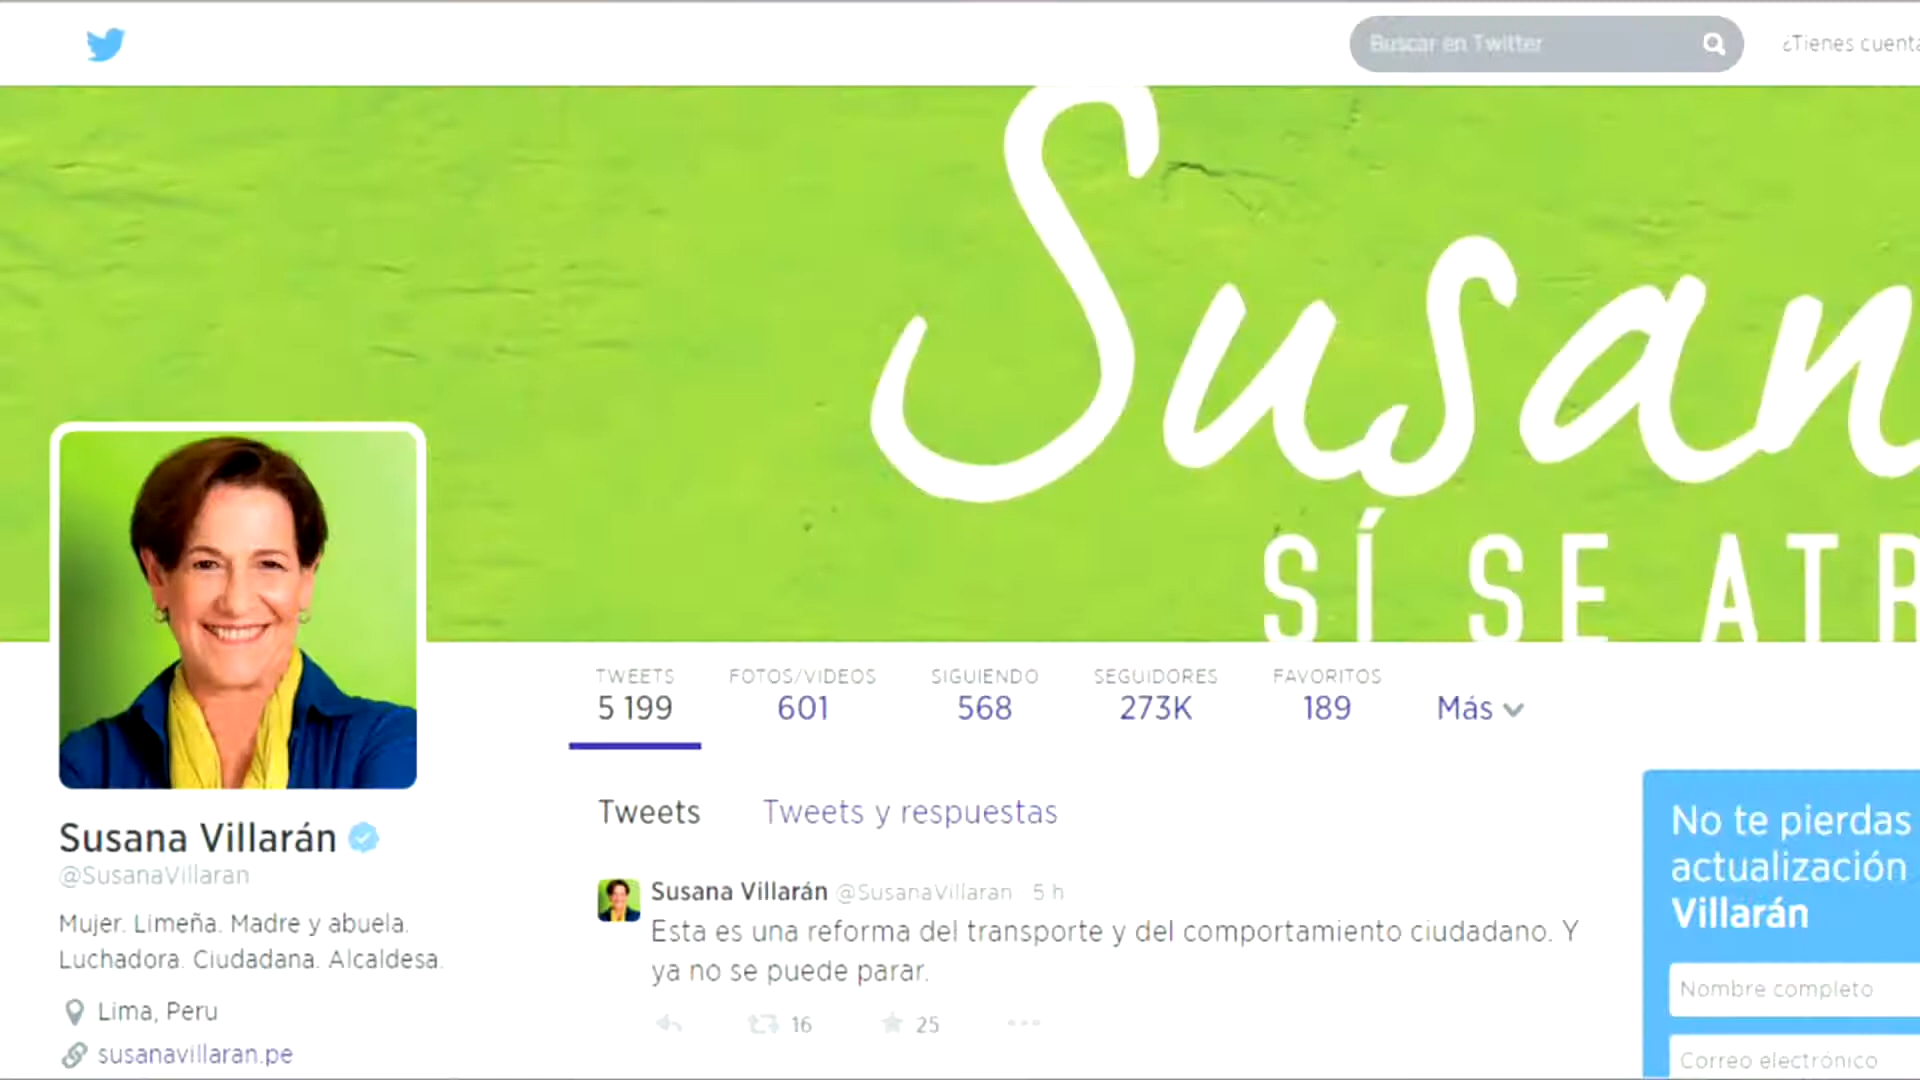 Buscar en Twitter
¿Tienes cuenta
Susan
SÍ SE ATR
TWEETS FOTOS/VIDEOS SIGUIENDO SEGUIDORES FAVORITOS
5 199 601 568 273K 189 Más
Tweets Tweets y respuestas
Susana Villarán
@SusanaVillaran
Mujer. Limeña. Madre y abuela.
Luchadora. Ciudadana. Alcaldesa.
Lima, Peru
susanavillaran.pe
Susana Villarán @SusanaVillaran 5 h
Esta es una reforma del transporte y del comportamiento ciudadano. Y
ya no se puede parar.
16 25
No te pierdas
actualización
Villarán
Nombre completo
Correo electrónico